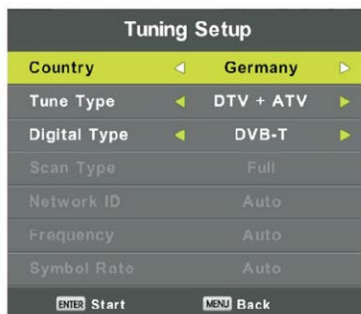 Tuning Setup
Country Germany
Tune Type DTV + ATV
Digital Type DVB-T
Scan Type Full
Network ID Auto
Frequency Auto
Symbol Rate Auto
ENTER Start MENU Back